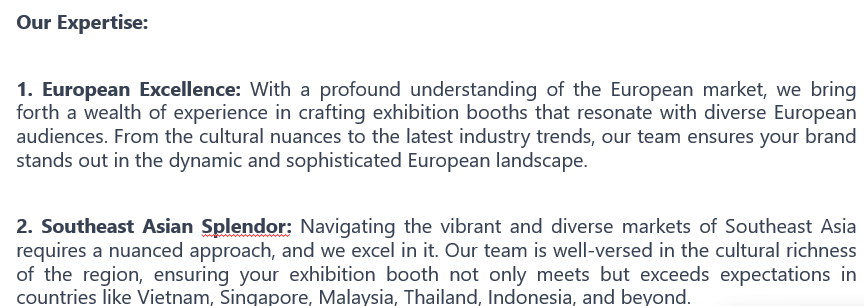 Our Expertise:
1. European Excellence: With a profound understanding of the European market, we bring
forth a wealth of experience in crafting exhibition booths that resonate with diverse European
audiences. From the cultural nuances to the latest industry trends, our team ensures your brand
stands out in the dynamic and sophisticated European landscape.
2. Southeast Asian Splendor: Navigating the vibrant and diverse markets of Southeast Asia
requires a nuanced approach, and we excel in it. Our team is well-versed in the cultural richness
of the region, ensuring your exhibition booth not only meets but exceeds expectations in
countries like Vietnam, Singapore, Malaysia, Thailand, Indonesia, and beyond.